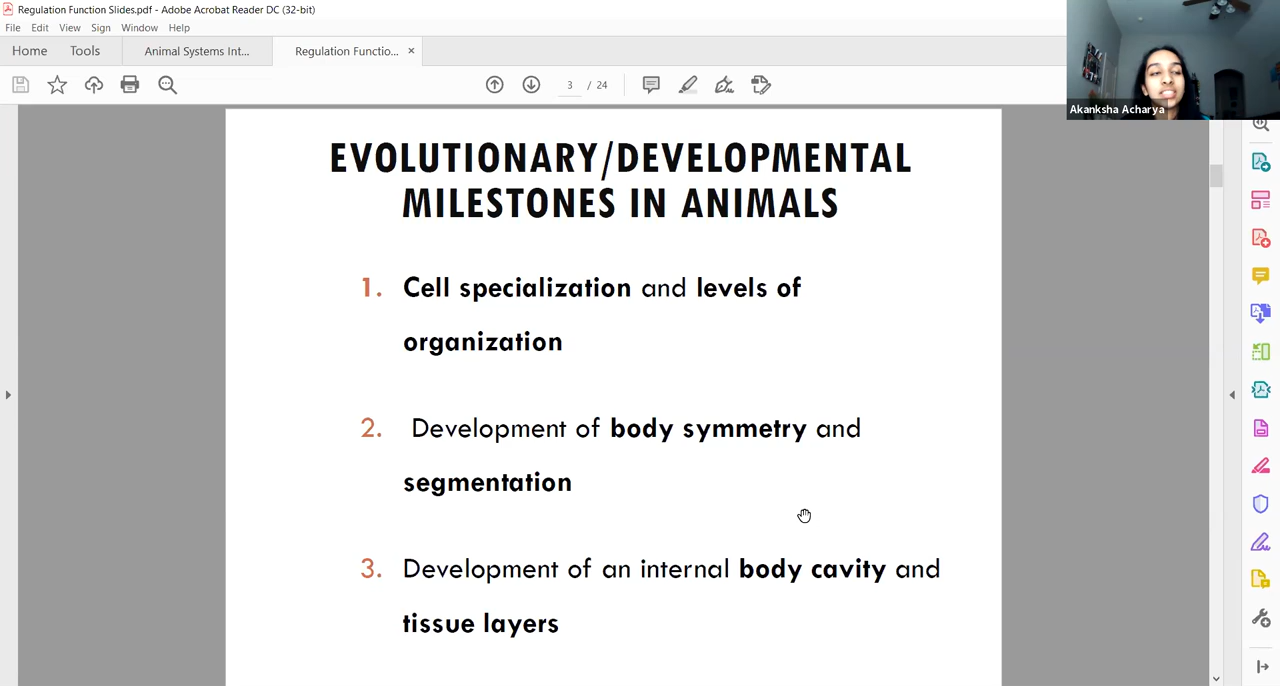 Regulation Function Slides.pdf - Adobe Acrobat Reader DC (32-bit)
File Edit View Sign Window Help
Home Tools Animal Systems Int... Regulation Functio... ×
3 / 24
Akanksha Acharya
EVOLUTIONARY/DEVELOPMENTAL
MILESTONES IN ANIMALS
1. Cell specialization and levels of
organization
2. Development of body symmetry and
segmentation
3. Development of an internal body cavity and
tissue layers